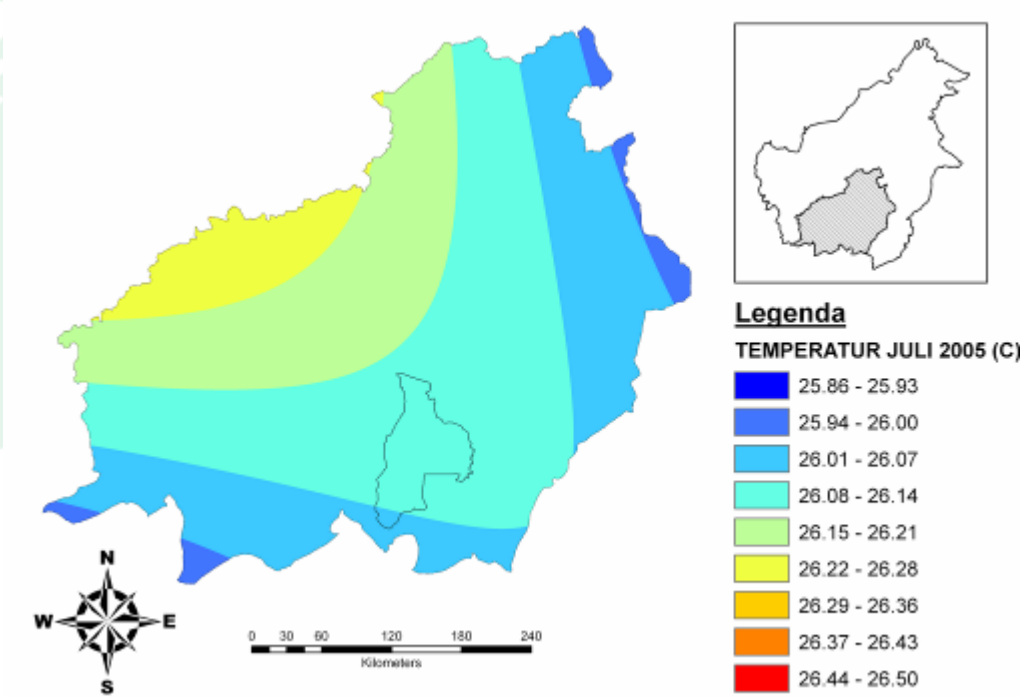 Legenda
TEMPERATUR JULI 2005 (C)
25.86 - 25.93
25.94 - 26.00
26.01 - 26.07
26.08 - 26.14
26.15 - 26.21
26.22 - 26.28
26.29 - 26.36
26.37 - 26.43
26.44 - 26.50
N
W E
S
0 30 60 120 180 240
Kilometers